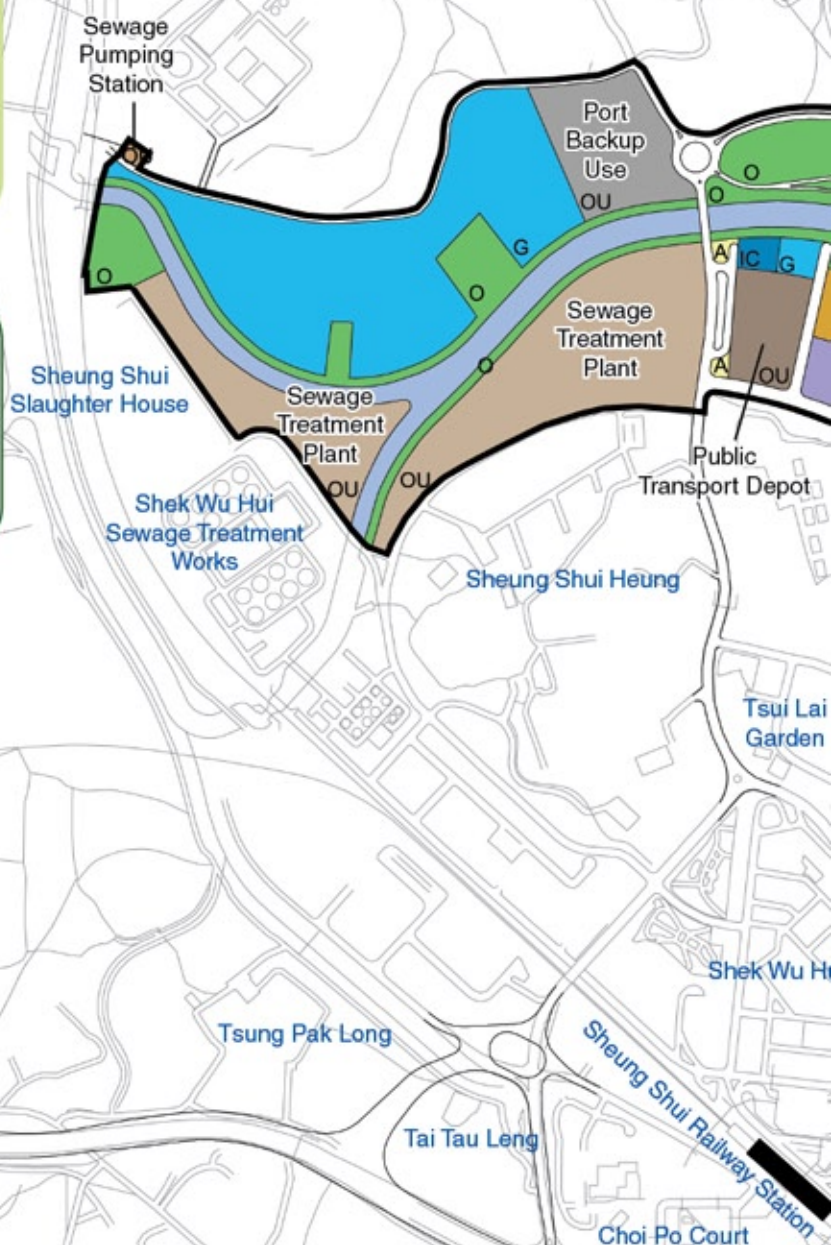 Sewage
Pumping
Station
Port
Backup
Use
OU
O
O
G
O
O
O
A
IC
G
A
OU
Sewage
Treatment
Plant
Sewage
Treatment
Plant
OU
OU
Public
Transport Depot
Sheung Shui
Slaughter House
Shek Wu Hui
Sewage Treatment
Works
Sheung Shui Heung
Tsui Lai
Garden
Shek Wu Hu
Tsung Pak Long
Sheung Shui Railway Station
Tai Tau Leng
Choi Po Court